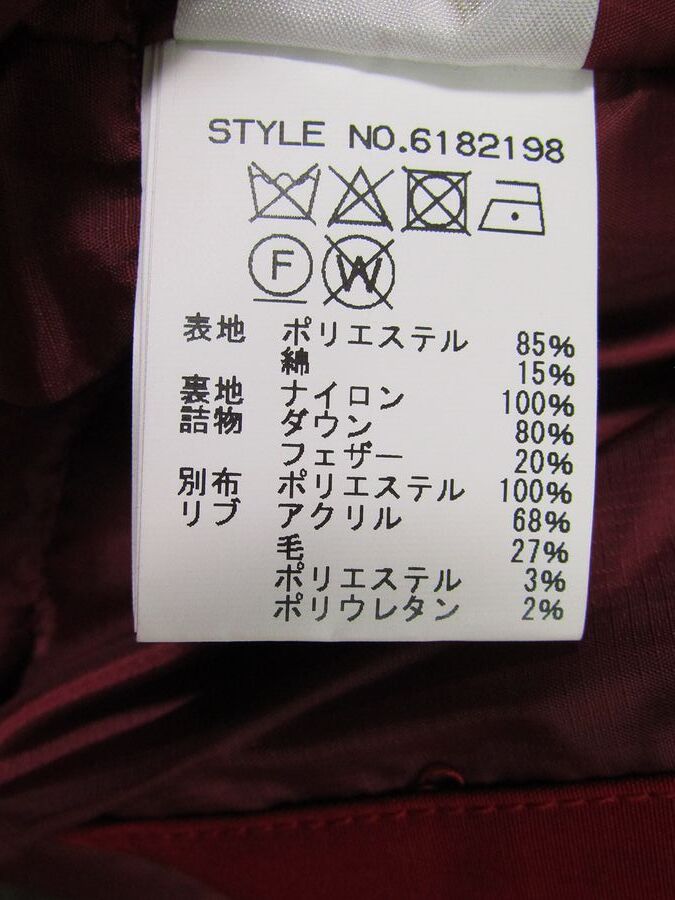 STYLE NO.6182198
F W
表地 ポリエステル 85%
綿 15%
裏地 ナイロン 100%
詰物 ダウン 80%
フェザー 20%
別布 ポリエステル 100%
リブ アクリル 68%
毛 27%
ポリエステル 3%
ポリウレタン 2%